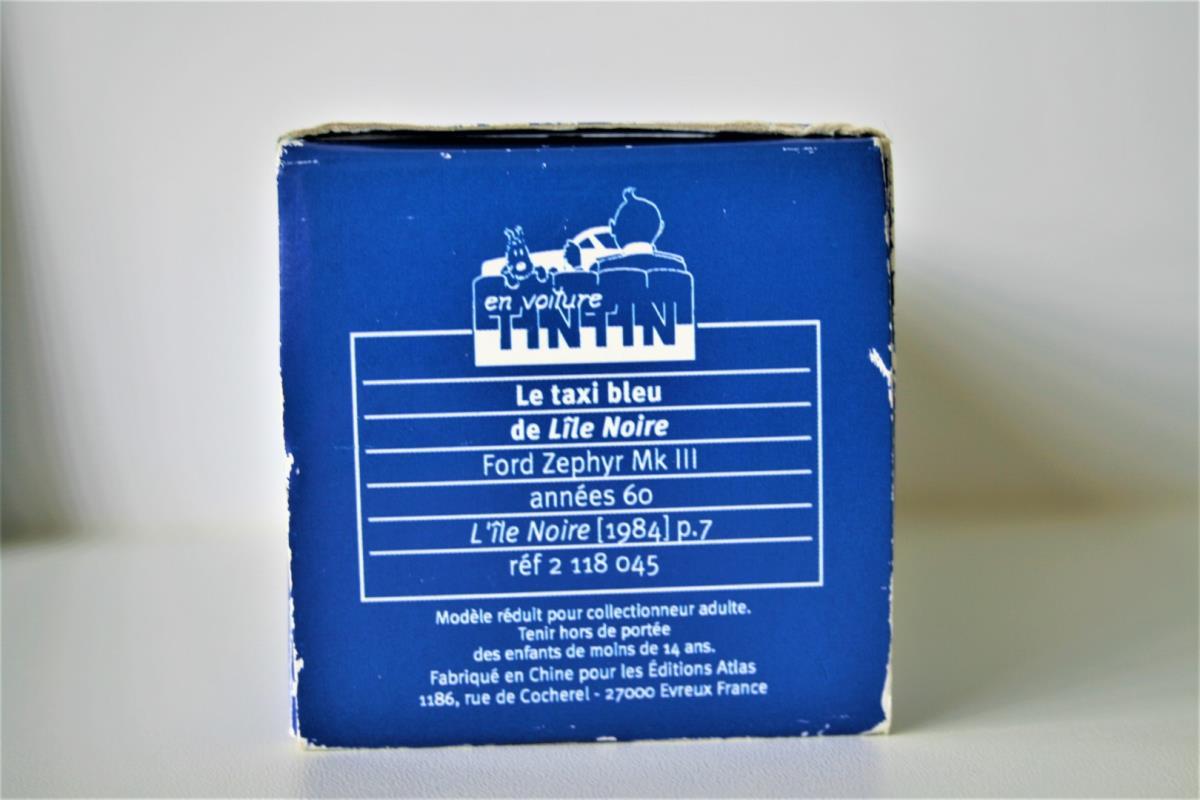 en voiture
TINTIN
Le taxi bleu
de L'île Noire
Ford Zephyr Mk III
années 60
L'île Noire [1984] p.7
réf 2 118 045
Modèle réduit pour collectionneur adulte.
Tenir hors de portée
des enfants de moins de 14 ans.
Fabriqué en Chine pour les Éditions Atlas
1186, rue de Cocherel - 27000 Evreux France